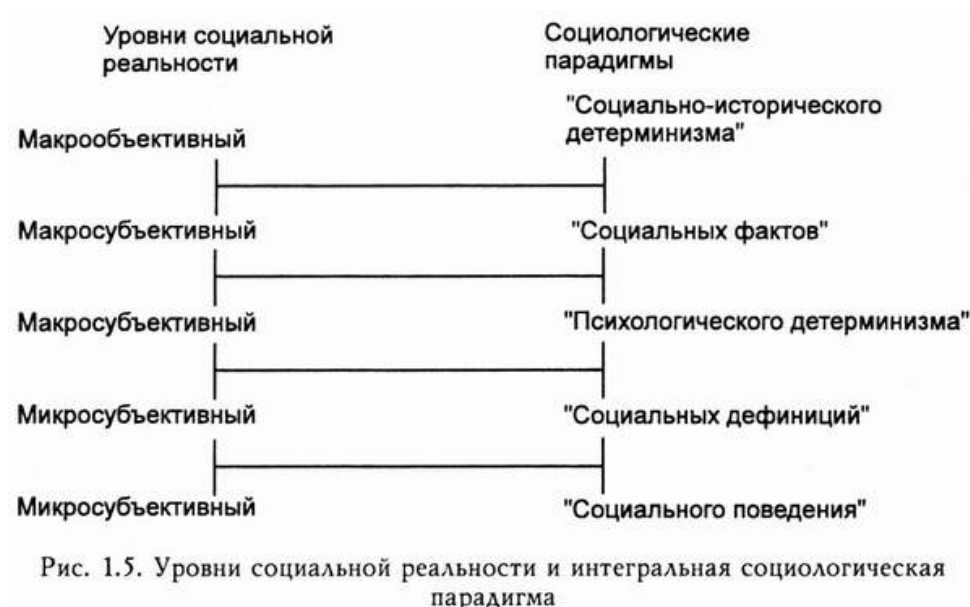 Уровни социальной реальности
Социологические парадигмы
Макрообъективный
"Социально-исторического детерминизма"
Макросубъективный
"Социальных фактов"
Макросубъективный
"Психологического детерминизма"
Микросубъективный
"Социальных дефиниций"
Микросубъективный
"Социального поведения"
Рис. 1.5. Уровни социальной реальности и интегральная социологическая
парадигма